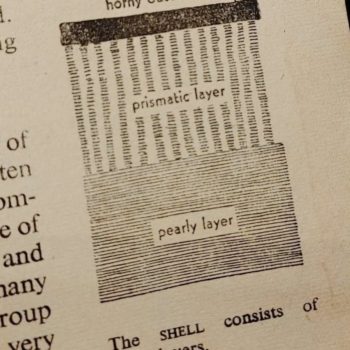 horny
d.
ng
prismatic layer
of
ten
om-
e of
and
many
roup
very
pearly layer
The SHELL consists of